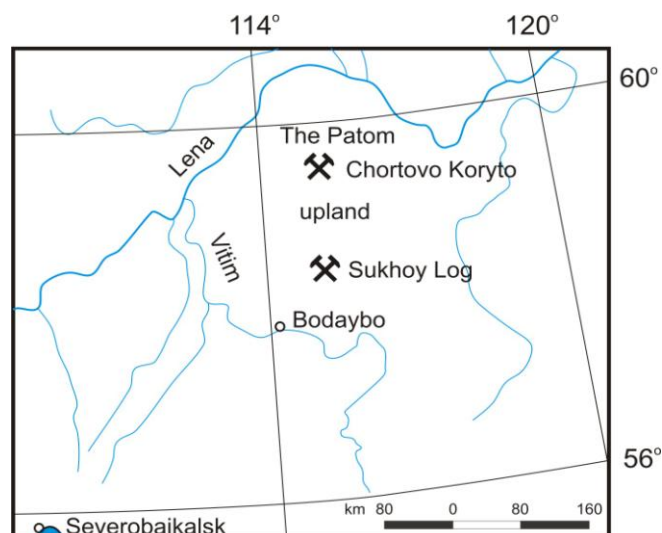 114° 120°
60°
The Patom
Lena
Chortovo Koryto
upland
Vitim
Sukhoy Log
Bodaybo
56°
km 80 0 80 160
Severobaikalsk